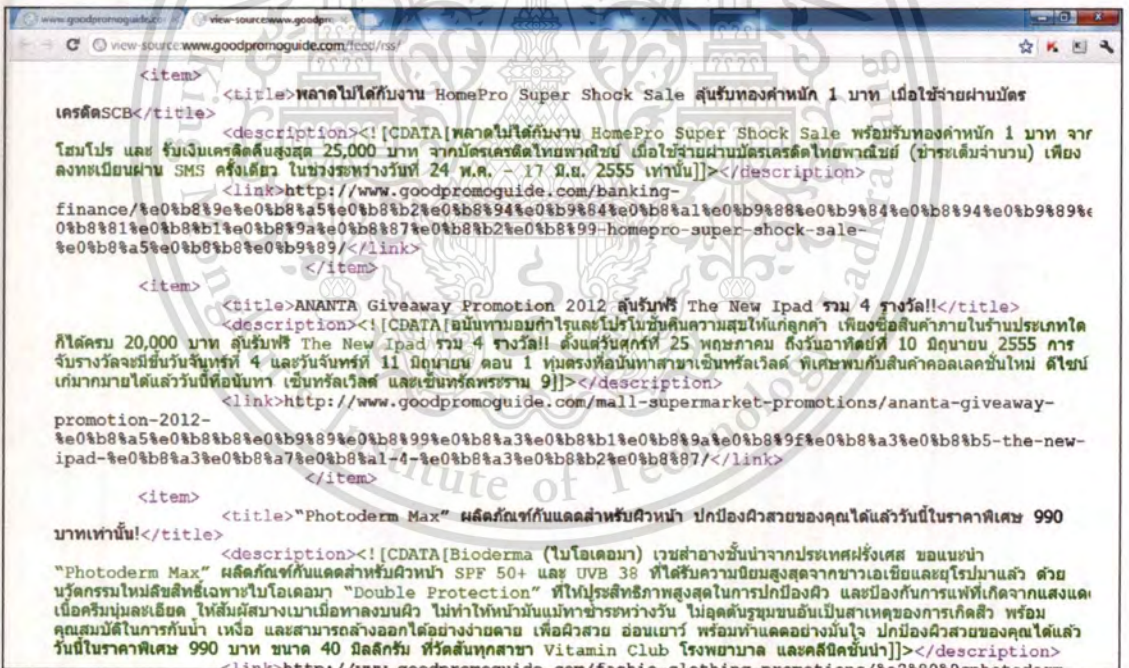 www.goodpromoguide.co
view-source:www.goodpro
view-source:www.goodpromoguide.com/feed/rss/
<item>
<title>พลาดไม่ได้กับงาน HomePro Super Shock Sale ลุ้นรับทองคำหนัก 1 บาท เมื่อใช้จ่ายผ่านบัตร
เครดิตSCB</title>
<description><![CDATA[พลาดไม่ได้กับงาน HomePro Super Shock Sale พร้อมรับทองคำหนัก 1 บาท จาก
โฮมโปร และ รับเงินเครดิตคืนสูงสุด 25,000 บาท จากบัตรเครดิตไทยพาณิชย์ เมื่อใช้จ่ายผ่านบัตรเครดิตไทยพาณิชย์ (ชำระเต็มจำนวน) เพียง
ลงทะเบียนผ่าน SMS ครั้งเดียว ในช่วงระหว่างวันที่ 24 พ.ค. – 17 มิ.ย. 2555 เท่านั้น]]></description>
<link>http://www.goodpromoguide.com/banking-
finance/%e0%b8%9e%e0%b8%a5%e0%b8%b2%e0%b8%94%e0%b9%84%e0%b8%a1%e0%b9%88%e0%b9%84%e0%b8%94%e0%b9%89%e
0%b8%81%e0%b8%b1%e0%b8%9a%e0%b8%87%e0%b8%b2%e0%b8%99-homepro-super-shock-sale-
%e0%b8%a5%e0%b8%b8%e0%b9%89/</link>
</item>
<item>
<title>ANANTA Giveaway Promotion 2012 ลุ้นรับฟรี The New Ipad รวม 4 รางวัล!!</title>
<description><![CDATA[อนันทามอบกำไรและโปรโมชั่นคืนความสุขให้แก่ลูกค้า เพียงซื้อสินค้าภายในร้านประเภทใด
ก็ได้ครบ 20,000 บาท ลุ้นรับฟรี The New Ipad รวม 4 รางวัล!! ตั้งแต่วันศุกร์ที่ 25 พฤษภาคม ถึงวันอาทิตย์ที่ 10 มิถุนายน 2555 การ
จับรางวัลจะมีขึ้นวันจันทร์ที่ 4 และวันจันทร์ที่ 11 มิถุนายน ตอน 1 ทุ่มตรงที่อนันทาสาขาเซ็นทรัลเวิลด์ พิเศษพบกับสินค้าคอลเลคชั่นใหม่ ดีไซน์
เก๋มากมายได้แล้ววันนี้ที่อนันทา เซ็นทรัลเวิลด์ และเซ็นทรัลพระราม 9]]></description>
<link>http://www.goodpromoguide.com/mall-supermarket-promotions/ananta-giveaway-
promotion-2012-
%e0%b8%a5%e0%b8%b8%e0%b9%89%e0%b8%99%e0%b8%a3%e0%b8%b1%e0%b8%9a%e0%b8%9f%e0%b8%a3%e0%b8%b5-the-new-
ipad-%e0%b8%a3%e0%b8%a7%e0%b8%a1-4-%e0%b8%a3%e0%b8%b2%e0%b8%87/</link>
</item>
<item>
<title>"Photoderm Max" ผลิตภัณฑ์กันแดดสำหรับผิวหน้า ปกป้องผิวสวยของคุณได้แล้ววันนี้ในราคาพิเศษ 990
บาทเท่านั้น!</title>
<description><![CDATA[Bioderma (ไบโอเดอมา) เวชสำอางชั้นนำจากประเทศฝรั่งเศส ขอแนะนำ
"Photoderm Max" ผลิตภัณฑ์กันแดดสำหรับผิวหน้า SPF 50+ และ UVB 38 ที่ได้รับความนิยมสูงสุดจากชาวเอเชียและยุโรปมาแล้ว ด้วย
นวัตกรรมใหม่ลิขสิทธิ์เฉพาะไบโอเดอมา "Double Protection" ที่ให้ประสิทธิภาพสูงสุดในการปกป้องผิว และป้องกันการแพ้ที่เกิดจากแสงแด
เนื้อครีมนุ่มละเอียด ให้สัมผัสบางเบาเมื่อทาลงบนผิว ไม่ทำให้หน้ามันแม้ทาซ้ำระหว่างวัน ไม่อุดตันรูขุมขนอันเป็นสาเหตุของการเกิดสิว พร้อม
คุณสมบัติในการกันน้ำ เหงื่อ และสามารถล้างออกได้อย่างง่ายดาย เพื่อผิวสวย อ่อนเยาว์ พร้อมท้าแดดอย่างมั่นใจ ปกป้องผิวสวยของคุณได้แล้ว
วันนี้ในราคาพิเศษ 990 บาท ขนาด 40 มิลลิกรัม ที่วัตสันทุกสาขา Vitamin Club โรงพยาบาล และคลีนิคชั้นนำ]]></description>